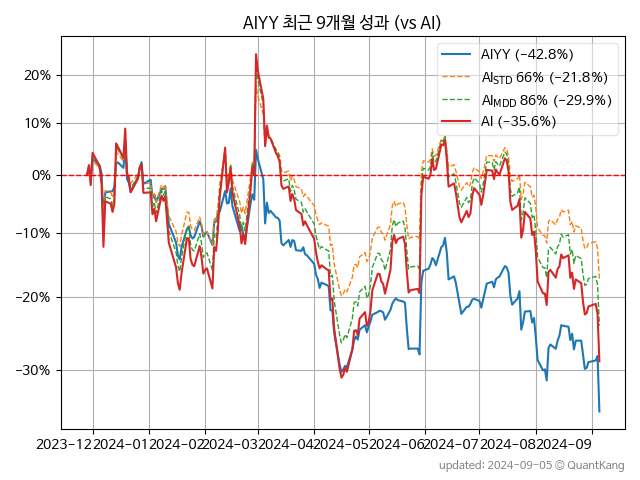 AIYY 최근 9개월 성과 (vs AI)
AIYY (−42.8%)
AI_STD 66% (−21.8%)
AI_MDD 86% (−29.9%)
AI (−35.6%)
20%
10%
0%
−10%
−20%
−30%
2023-12 2024-01 2024-02 2024-03 2024-04 2024-05 2024-06 2024-07 2024-08 2024-09
updated: 2024-09-05 © QuantKang